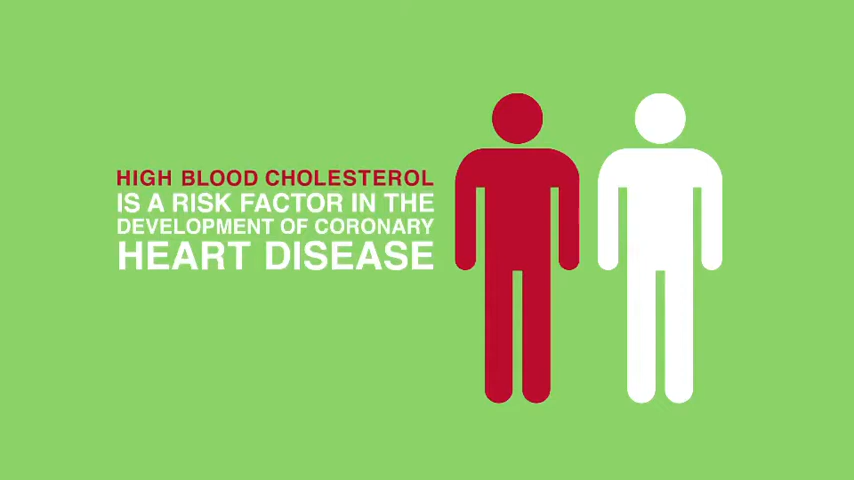 HIGH BLOOD CHOLESTEROL
IS A RISK FACTOR IN THE
DEVELOPMENT OF CORONARY
HEART DISEASE